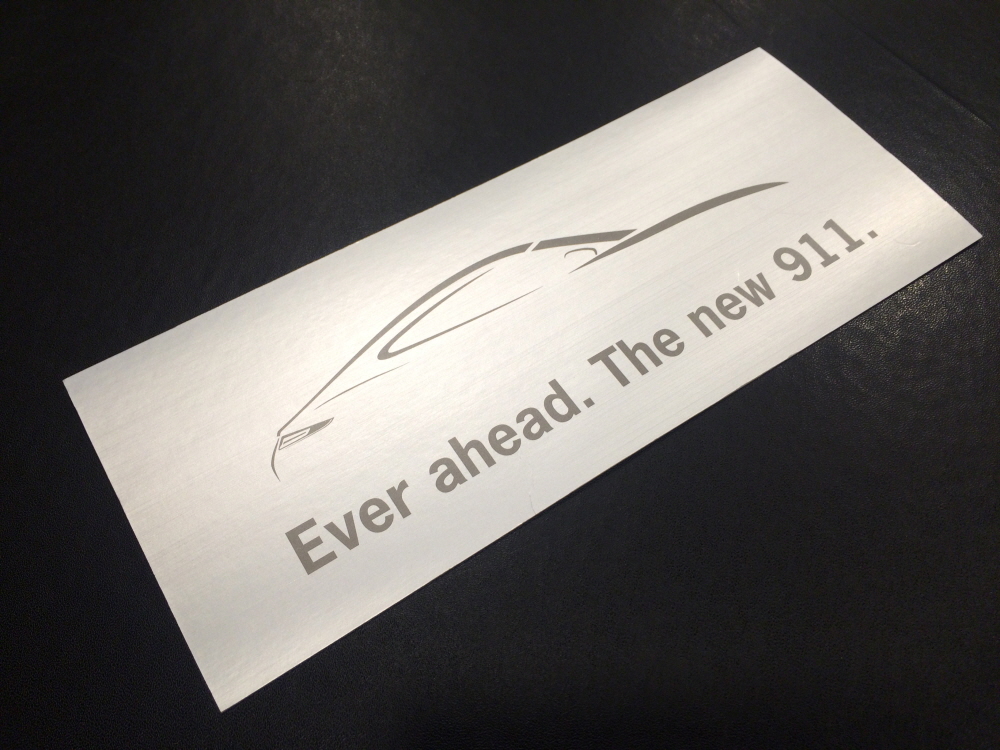 Ever ahead. The new 911.